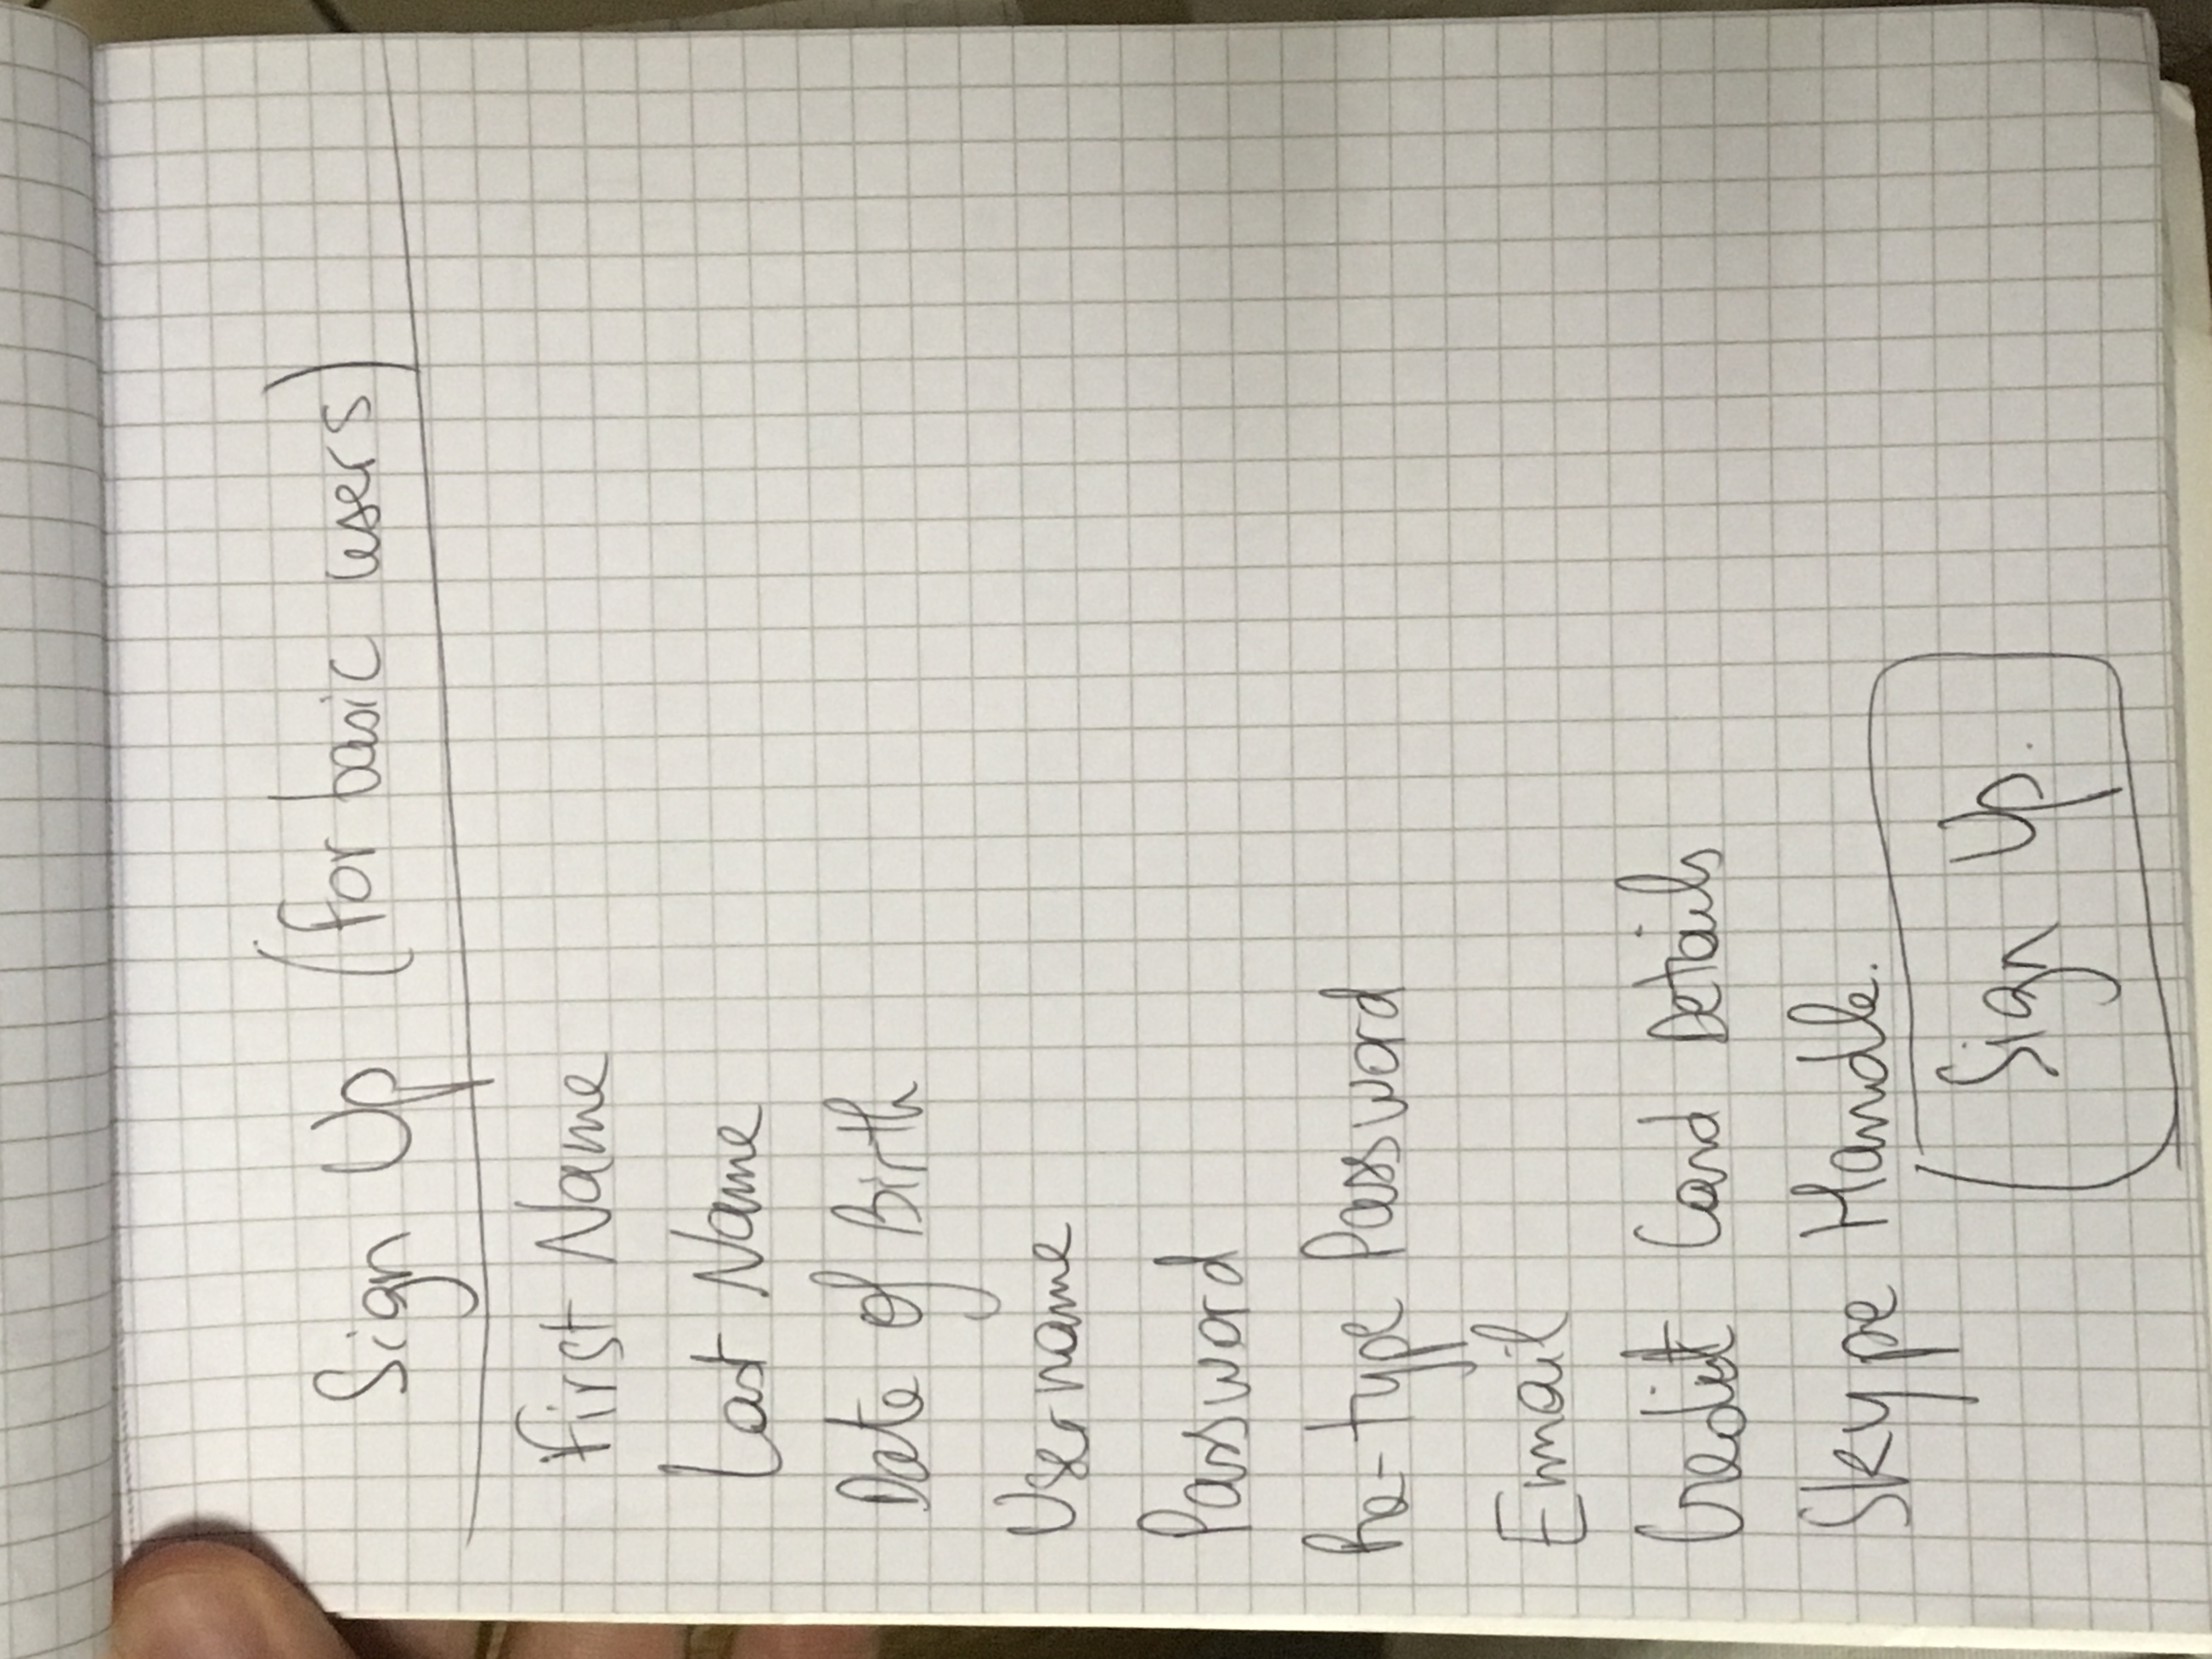 Sign Up (for basic users)
First Name
Last Name
Date of Birth
Username
Password
Re-type Password
Email
Credit Card Details
Skype Handle.
Sign Up.